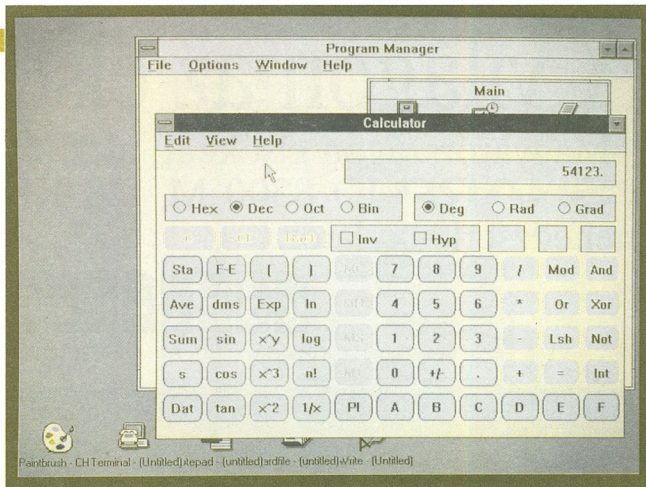 Program Manager
File Options Window Help
Main
Calculator
Edit View Help
54123.
Hex Dec Oct Bin Deg Rad Grad
Inv Hyp
Sta F-E ( ) 7 8 9 / Mod And
Ave dms Exp ln 4 5 6 * Or Xor
Sum sin x^y log 1 2 3 - Lsh Not
s cos x^3 n! 0 +/- . + = Int
Dat tan x^2 1/x PI A B C D E F
Paintbrush - Terminal - (Untitled) (untitled) (untitled) Write - (Untitled)